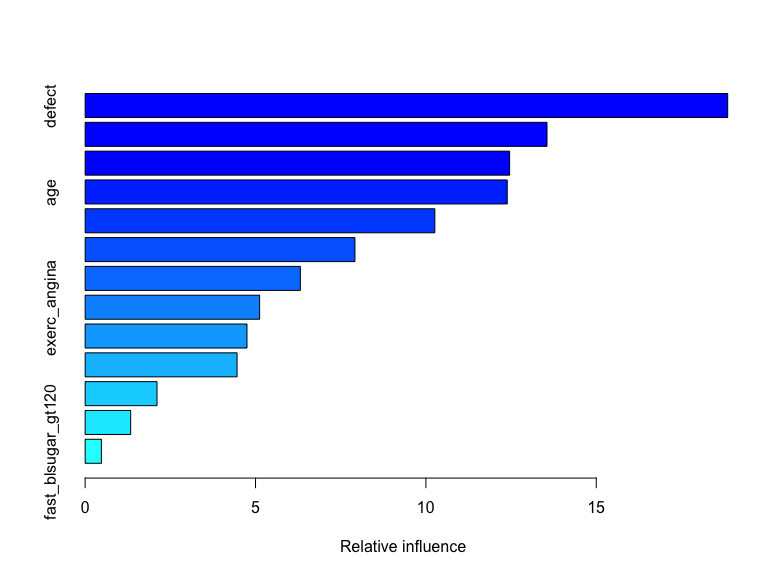 defect
age
exerc_angina
fast_blsugar_gt120
0 5 10 15
Relative influence